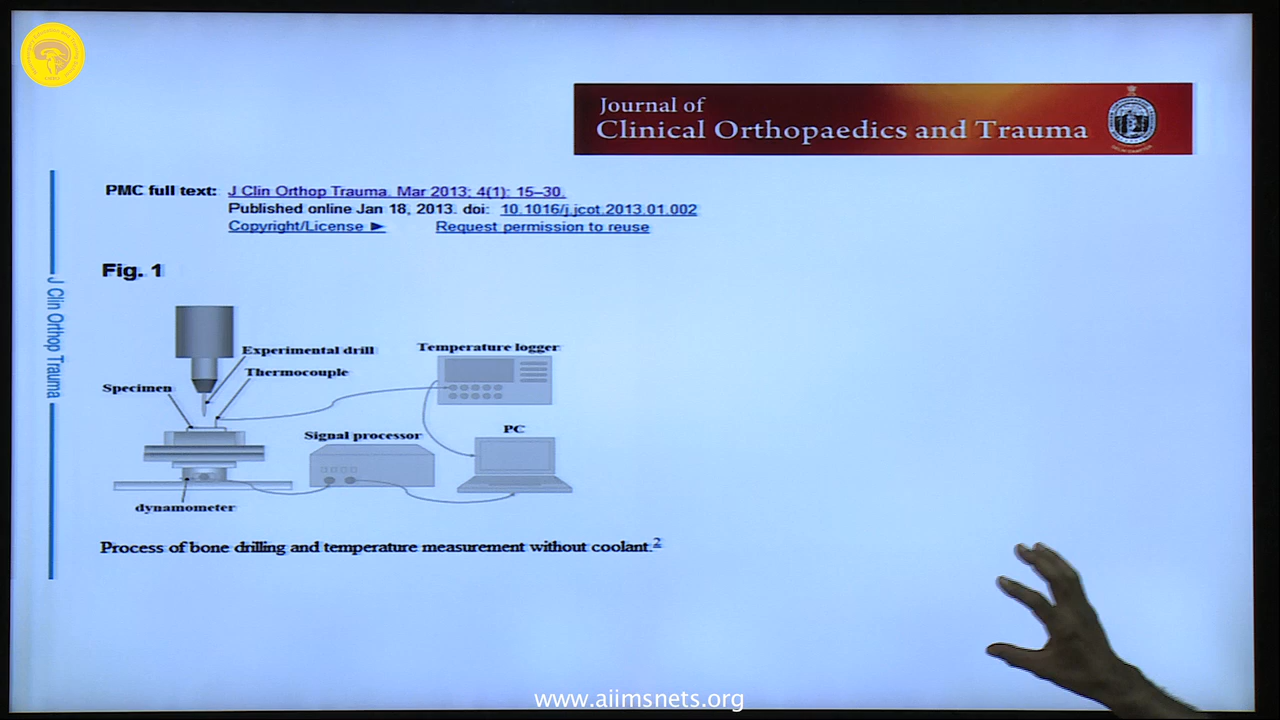 Journal of
Clinical Orthopaedics and Trauma
PMC full text: J Clin Orthop Trauma. Mar 2013; 4(1): 15–30.
Published online Jan 18, 2013. doi: 10.1016/j.jcot.2013.01.002
Copyright/License ► Request permission to reuse
J Clin Orthop Trauma
Fig. 1
Experimental drill
Temperature logger
Thermocouple
Specimen
Signal processor
PC
dynamometer
Process of bone drilling and temperature measurement without coolant.2
www.aiimsnets.org